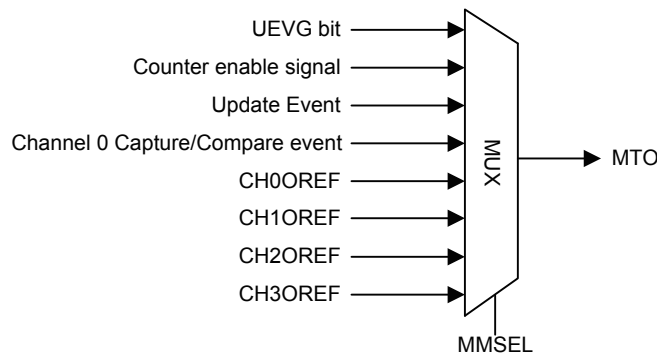 UEVG bit
Counter enable signal
Update Event
Channel 0 Capture/Compare event
CH0OREF
CH1OREF
CH2OREF
CH3OREF
MUX
MTO
MMSEL